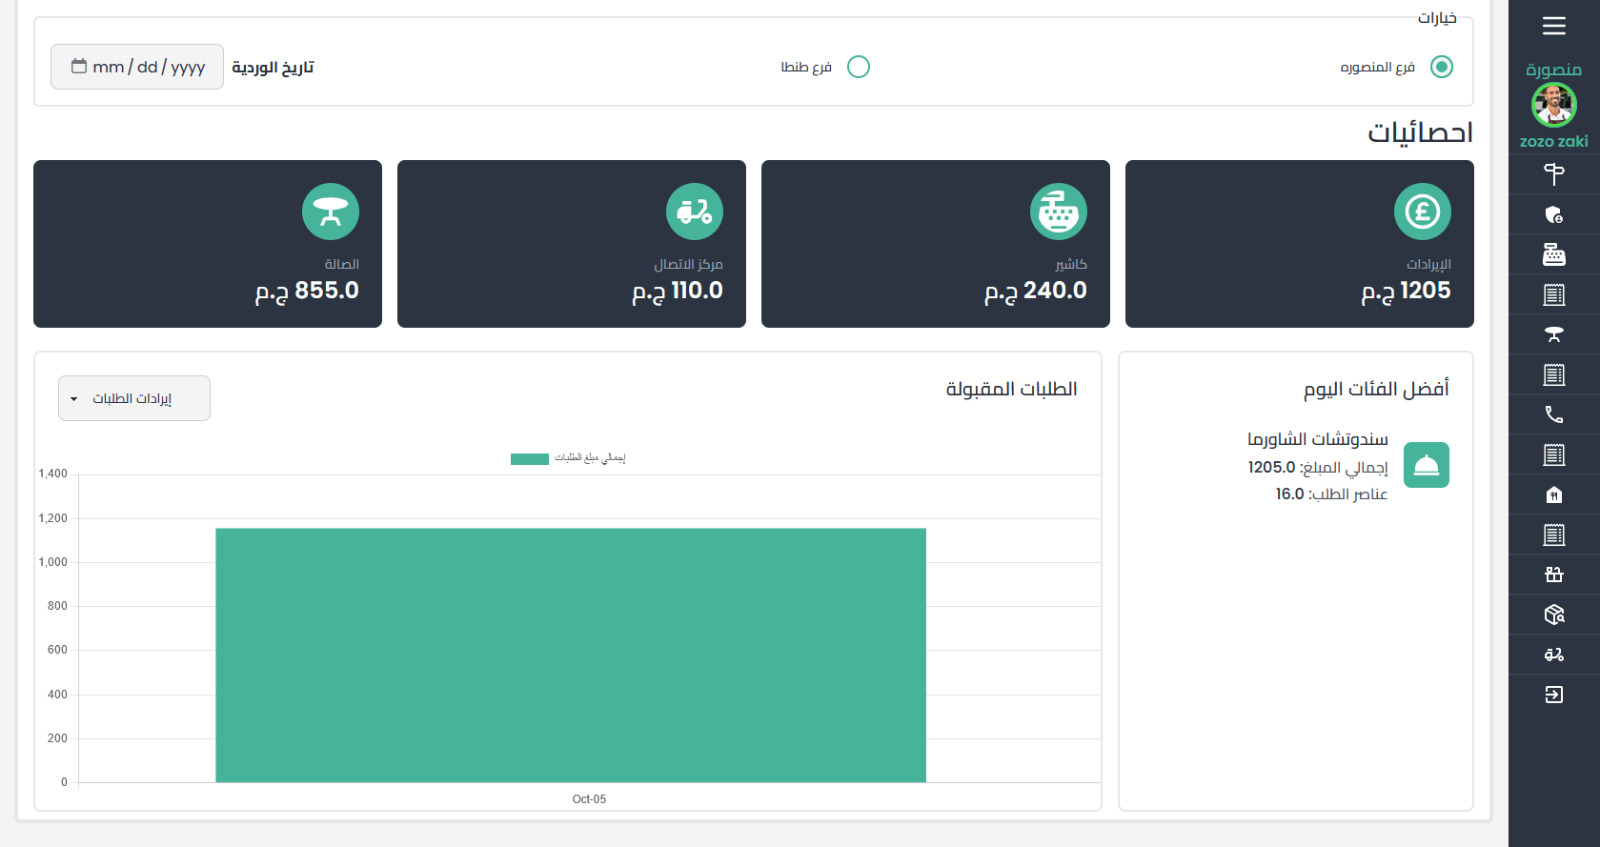 خيارات
فرع المنصوره
فرع طنطا
تاريخ الوردية
mm / dd / yyyy
منصورة
zozo zaki
احصائيات
الإيرادات
1205 ج.م
كاشير
240.0 ج.م
مركز الاتصال
110.0 ج.م
الصالة
855.0 ج.م
أفضل الفئات اليوم
سندوتشات الشاورما
إجمالي المبلغ: 1205.0
عناصر الطلب: 16.0
الطلبات المقبولة
إيرادات الطلبات
إجمالي مبلغ الطلبات
1,400
1,200
1,000
800
600
400
200
0
Oct-05